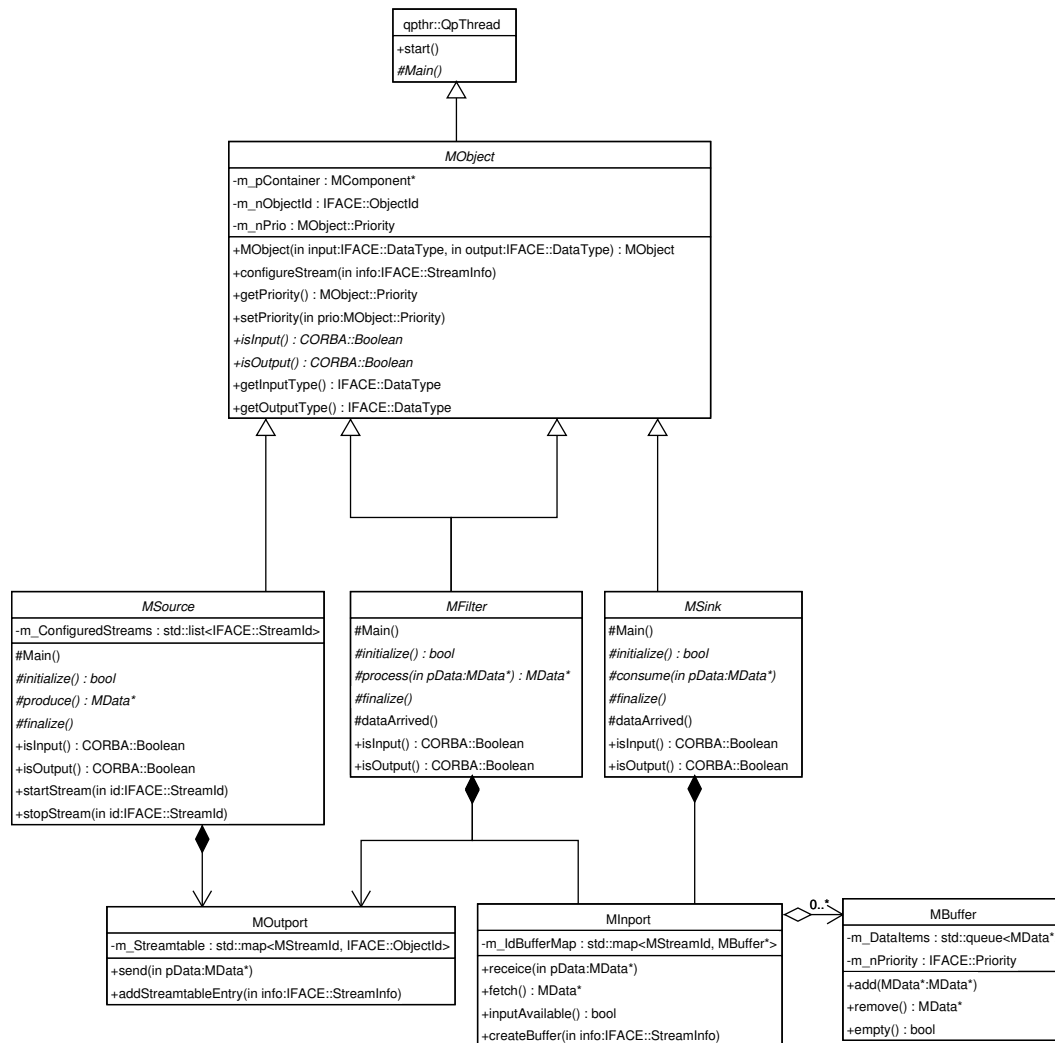 qpthr::QpThread
+start()
#Main()
MObject
-m_pContainer : MComponent*
-m_nObjectId : IFACE::ObjectId
-m_nPrio : MObject::Priority
+MObject(in input:IFACE::DataType, in output:IFACE::DataType) : MObject
+configureStream(in info:IFACE::StreamInfo)
+getPriority() : MObject::Priority
+setPriority(in prio:MObject::Priority)
+isInput() : CORBA::Boolean
+isOutput() : CORBA::Boolean
+getInputType() : IFACE::DataType
+getOutputType() : IFACE::DataType
MSource
-m_ConfiguredStreams : std::list<IFACE::StreamId>
#Main()
#initialize() : bool
#produce() : MData*
#finalize()
+isInput() : CORBA::Boolean
+isOutput() : CORBA::Boolean
+startStream(in id:IFACE::StreamId)
+stopStream(in id:IFACE::StreamId)
MFilter
#Main()
#initialize() : bool
#process(in pData:MData*) : MData*
#finalize()
#dataArrived()
+isInput() : CORBA::Boolean
+isOutput() : CORBA::Boolean
MSink
#Main()
#initialize() : bool
#consume(in pData:MData*)
#finalize()
#dataArrived()
+isInput() : CORBA::Boolean
+isOutput() : CORBA::Boolean
MOutport
-m_Streamtable : std::map<MStreamId, IFACE::ObjectId>
+send(in pData:MData*)
+addStreamtableEntry(in info:IFACE::StreamInfo)
MInport
-m_IdBufferMap : std::map<MStreamId, MBuffer*>
+receice(in pData:MData*)
+fetch() : MData*
+inputAvailable() : bool
+createBuffer(in info:IFACE::StreamInfo)
0..*
MBuffer
-m_DataItems : std::queue<MData*
-m_nPriority : IFACE::Priority
+add(MData*:MData*)
+remove() : MData*
+empty() : bool